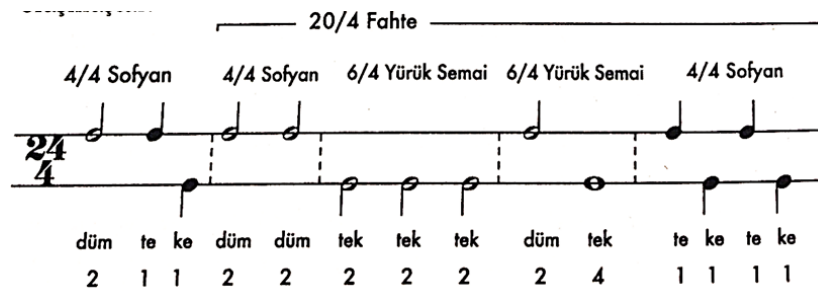 20/4 Fahte
4/4 Sofyan 4/4 Sofyan 6/4 Yürük Semai 6/4 Yürük Semai 4/4 Sofyan
24
4
düm te ke düm düm tek tek tek düm tek te ke te ke
2 1 1 2 2 2 2 2 2 4 1 1 1 1